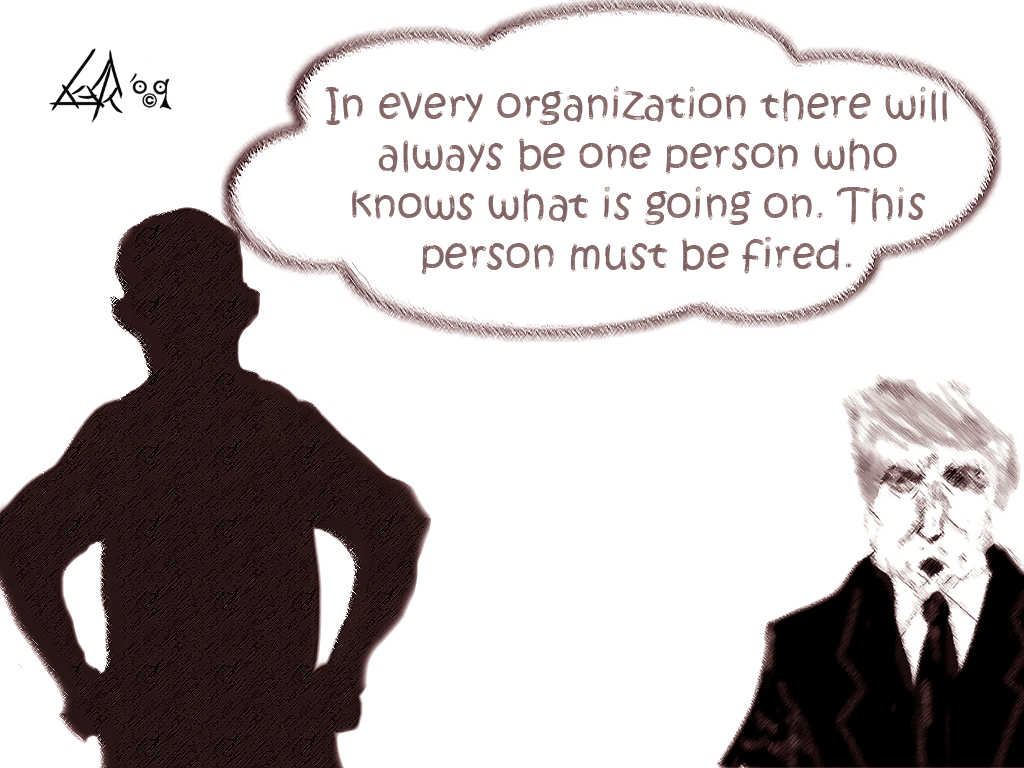 '09
©
In every organization there will
always be one person who
knows what is going on. This
person must be fired.